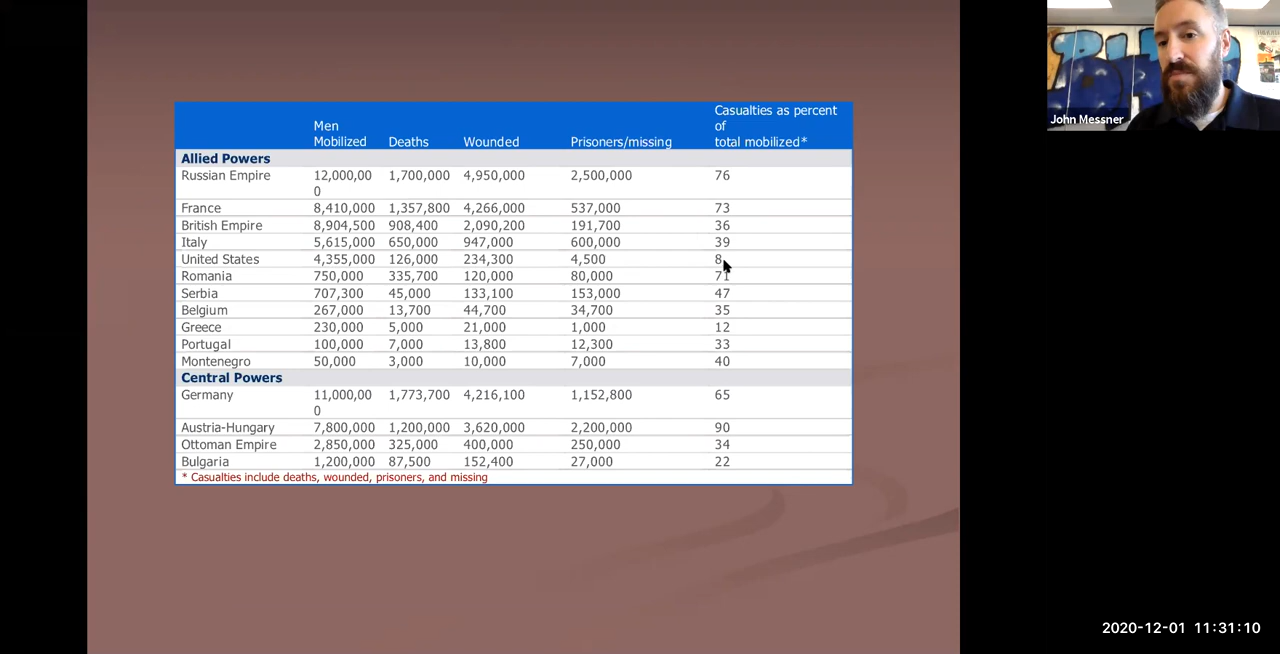 Men Mobilized Deaths Wounded Prisoners/missing Casualties as percent of total mobilized*
Allied Powers
Russian Empire 12,000,000 1,700,000 4,950,000 2,500,000 76
France 8,410,000 1,357,800 4,266,000 537,000 73
British Empire 8,904,500 908,400 2,090,200 191,700 36
Italy 5,615,000 650,000 947,000 600,000 39
United States 4,355,000 126,000 234,300 4,500 8
Romania 750,000 335,700 120,000 80,000 71
Serbia 707,300 45,000 133,100 153,000 47
Belgium 267,000 13,700 44,700 34,700 35
Greece 230,000 5,000 21,000 1,000 12
Portugal 100,000 7,000 13,800 12,300 33
Montenegro 50,000 3,000 10,000 7,000 40
Central Powers
Germany 11,000,000 1,773,700 4,216,100 1,152,800 65
Austria-Hungary 7,800,000 1,200,000 3,620,000 2,200,000 90
Ottoman Empire 2,850,000 325,000 400,000 250,000 34
Bulgaria 1,200,000 87,500 152,400 27,000 22
* Casualties include deaths, wounded, prisoners, and missing
John Messner
2020-12-01 11:31:10